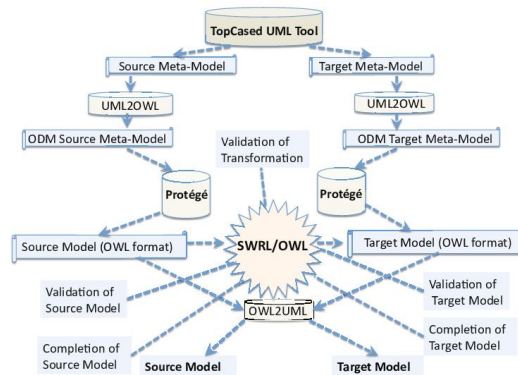 TopCased UML Tool
Source Meta-Model
Target Meta-Model
UML2OWL
UML2OWL
ODM Source Meta-Model
ODM Target Meta-Model
Validation of
Transformation
Protégé
Protégé
Source Model (OWL format)
SWRL/OWL
Target Model (OWL format)
Validation of
Source Model
Validation of
Target Model
OWL2UML
Completion of
Source Model
Completion of
Target Model
Source Model
Target Model